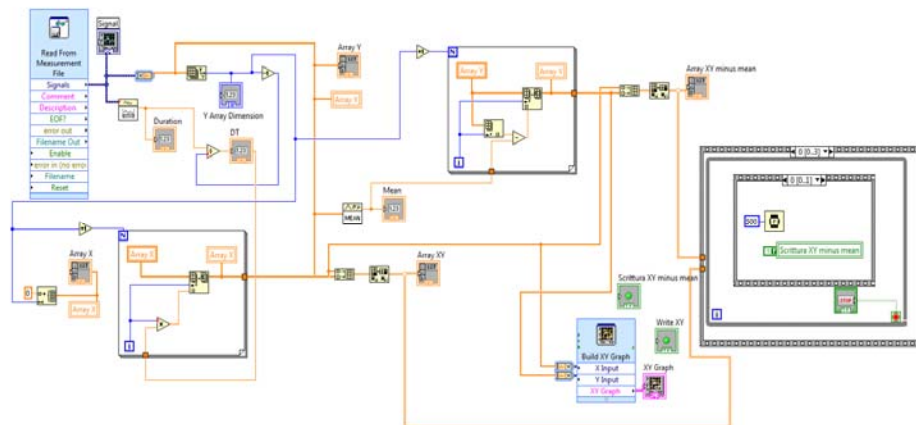 Signal
Read From
Measurement
File
Signals
Comment
Description
EOF?
error out
Filename Out
Enable
error in (no error)
Filename
Reset
Duration
Y Array Dimension
DT
Array Y
Array Y
Array Y
Array Y
Mean
MEAN
Array X
Array X
Array X
Array X
Array XY
Array XY minus mean
Scrittura XY minus mean
Write XY
Build XY Graph
X Input
Y Input
XY Graph
XY Graph
0 [0..3]
0 [0..1]
500
Scrittura XY minus mean
STOP